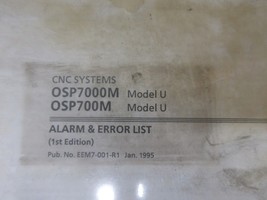 CNC SYSTEMS
OSP7000M Model U
OSP700M Model U
ALARM & ERROR LIST
(1st Edition)
Pub. No. EEM7-001-R1 Jan. 1995